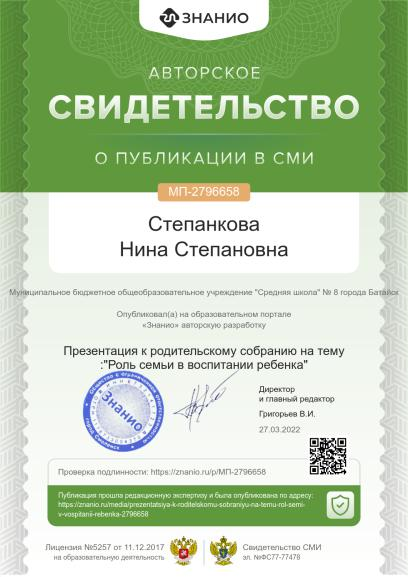 ЗНАНИО
АВТОРСКОЕ
СВИДЕТЕЛЬСТВО
О ПУБЛИКАЦИИ В СМИ
МП-2796658
Степанкова
Нина Степановна
Муниципальное бюджетное общеобразовательное учреждение "Средняя школа" № 8 города Батайск
Опубликовал(а) на образовательном портале
«Знанио» авторскую разработку
Презентация к родительскому собранию на тему
:"Роль семьи в воспитании ребенка"
Знанио
город Смоленск
Директор
и главный редактор
Григорьев В.И.
27.03.2022
Проверка подлинности: https://znanio.ru/p/МП-2796658
Публикация прошла редакционную экспертизу и была опубликована по адресу:
https://znanio.ru/media/prezentatsiya-k-roditelskomu-sobraniyu-na-temu-rol-semi-
v-vospitanii-rebenka-2796658
Лицензия №5257 от 11.12.2017
на образовательную деятельность
Свидетельство СМИ
эл. №ФС77-77478